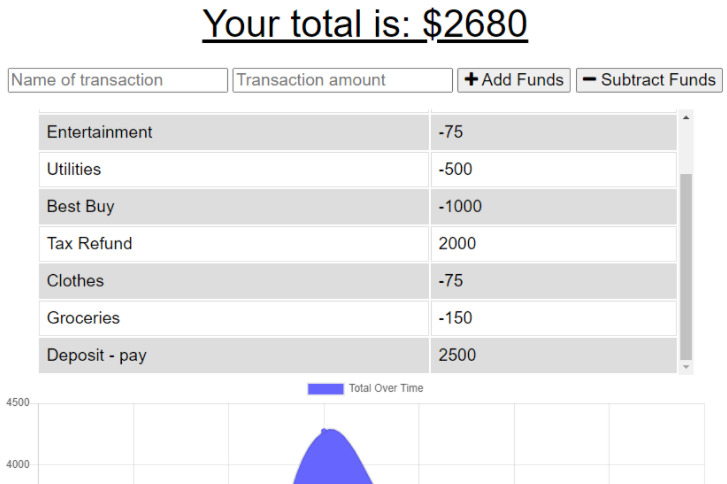 Your total is: $2680
Name of transaction Transaction amount + Add Funds − Subtract Funds
Entertainment -75
Utilities -500
Best Buy -1000
Tax Refund 2000
Clothes -75
Groceries -150
Deposit - pay 2500
Total Over Time
4500
4000